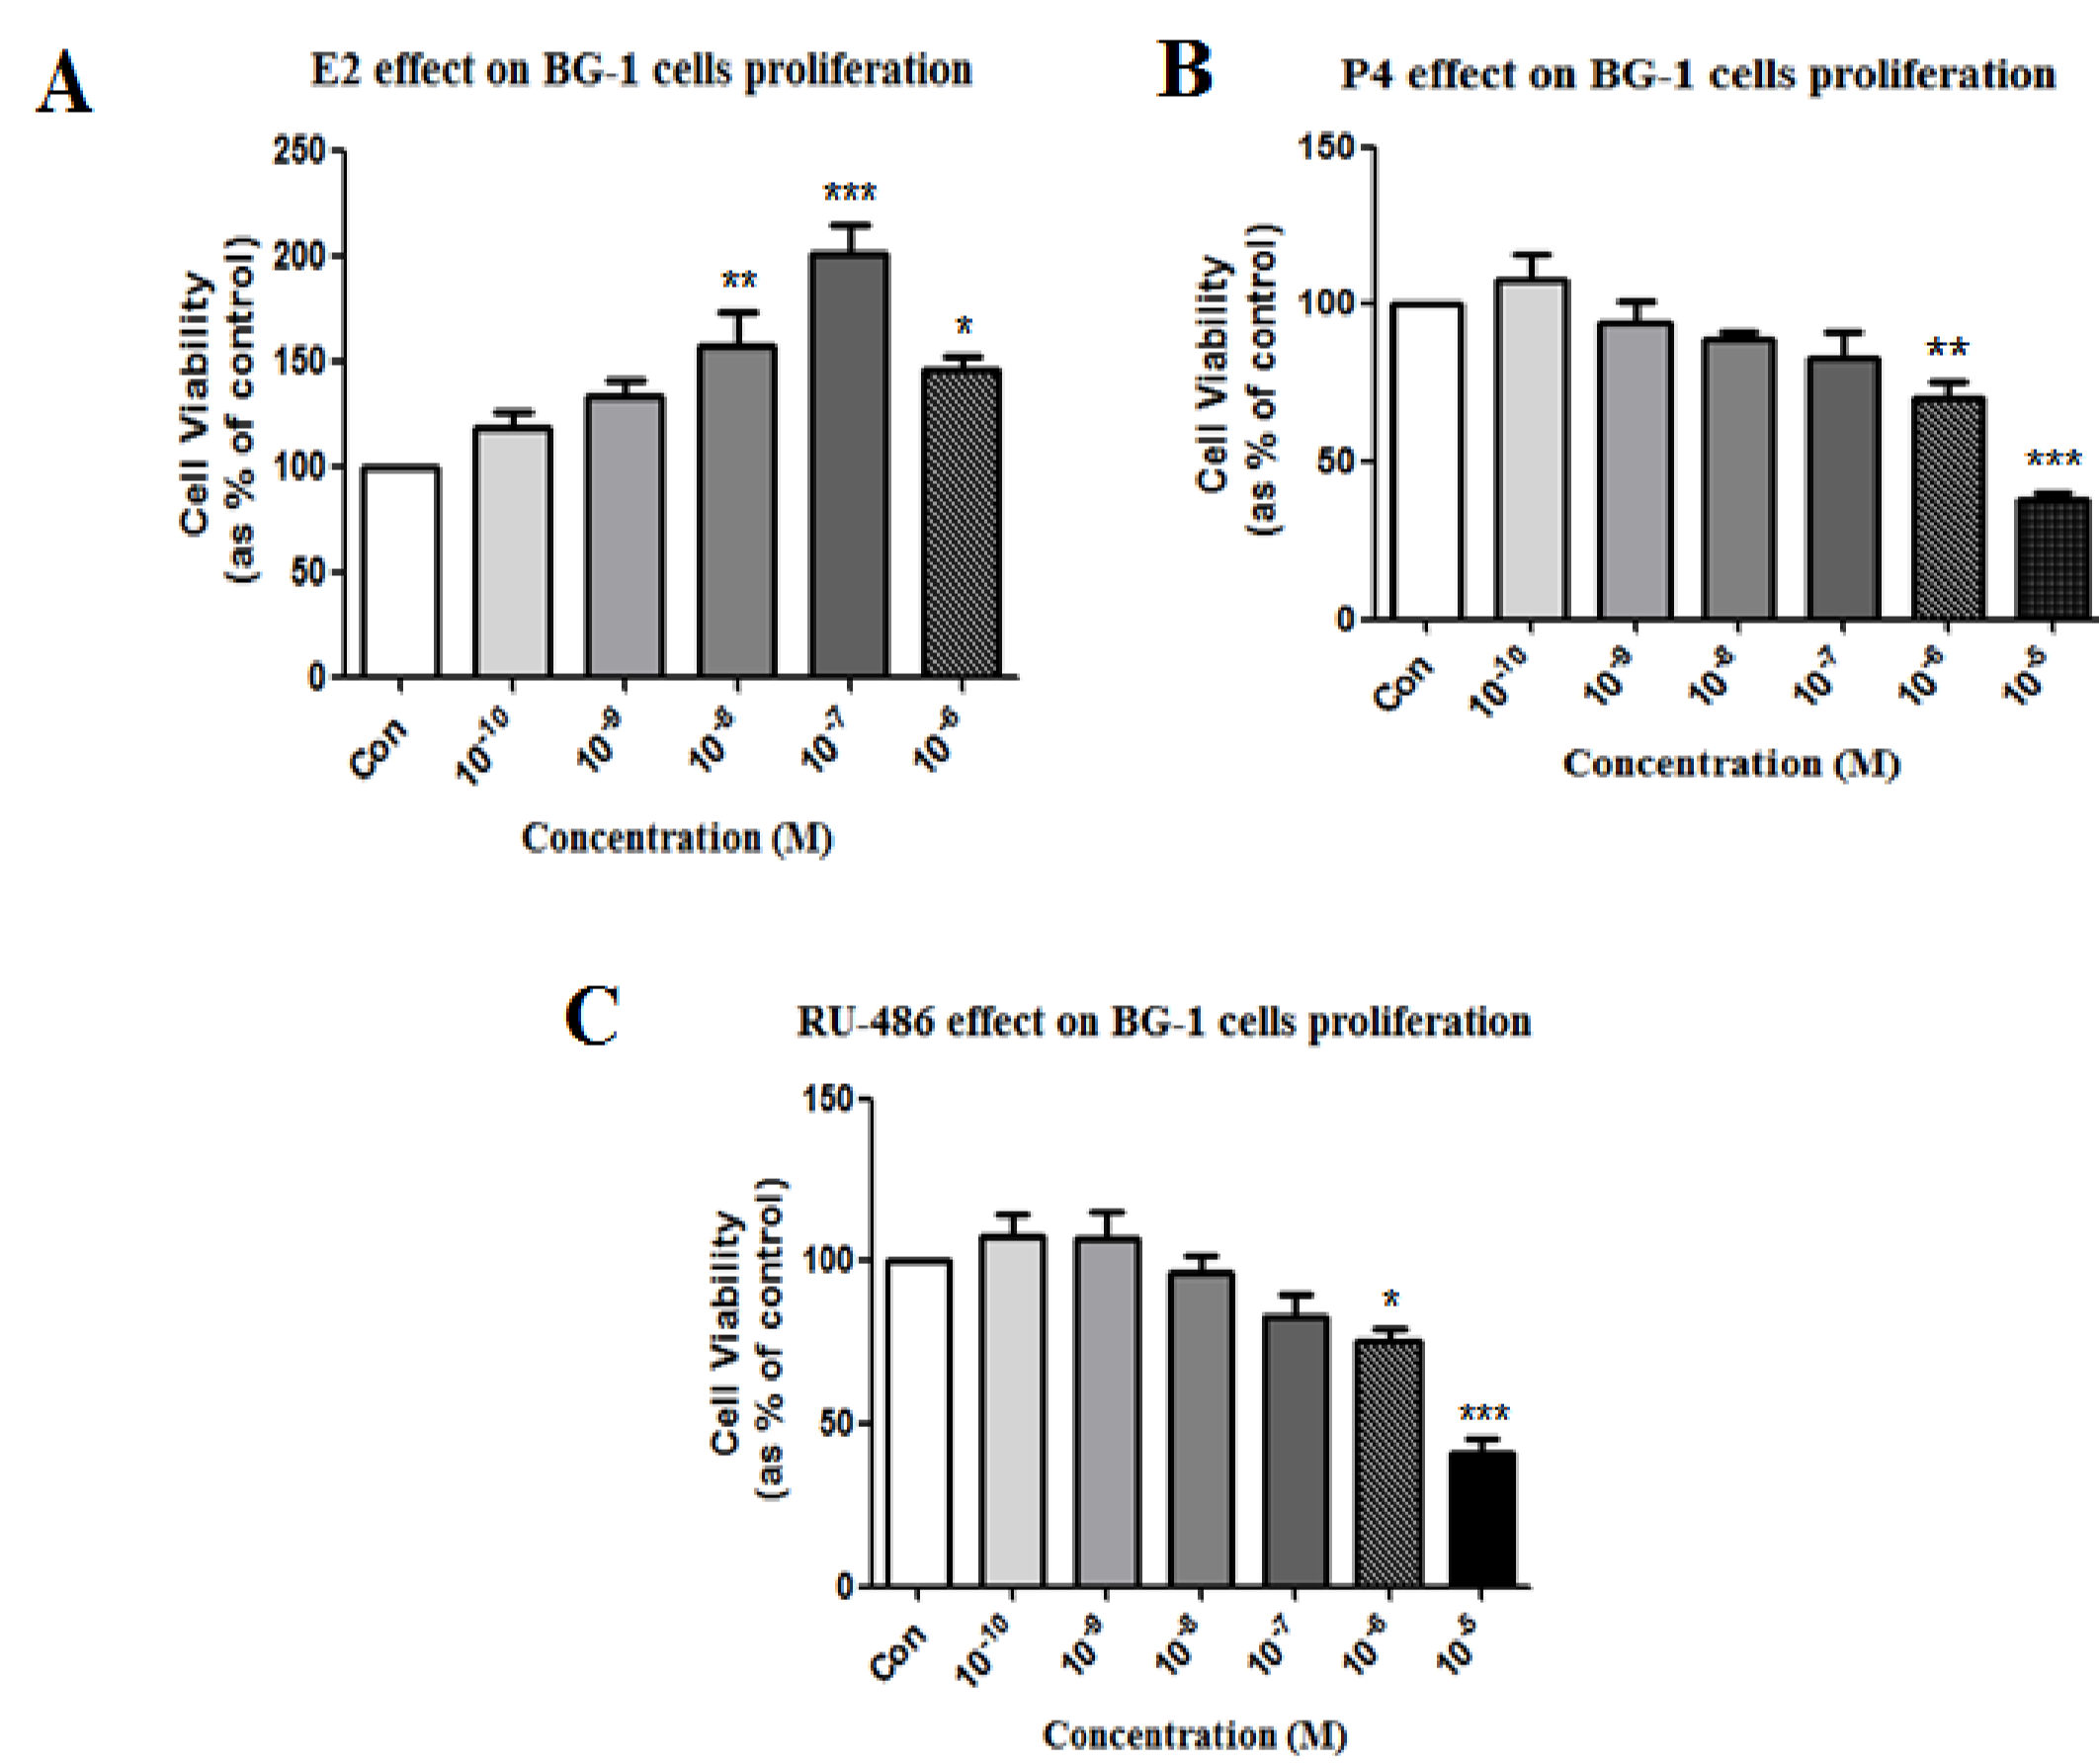 A
E2 effect on BG-1 cells proliferation
250
200
150
100
50
0
Cell Viability
(as % of control)
**
***
*
Con
10⁻¹⁰
10⁻⁹
10⁻⁸
10⁻⁷
10⁻⁶
Concentration (M)
B
P4 effect on BG-1 cells proliferation
150
100
50
0
Cell Viability
(as % of control)
**
***
Con
10⁻¹⁰
10⁻⁹
10⁻⁸
10⁻⁷
10⁻⁶
10⁻⁵
Concentration (M)
C
RU-486 effect on BG-1 cells proliferation
150
100
50
0
Cell Viability
(as % of control)
*
***
Con
10⁻¹⁰
10⁻⁹
10⁻⁸
10⁻⁷
10⁻⁶
10⁻⁵
Concentration (M)